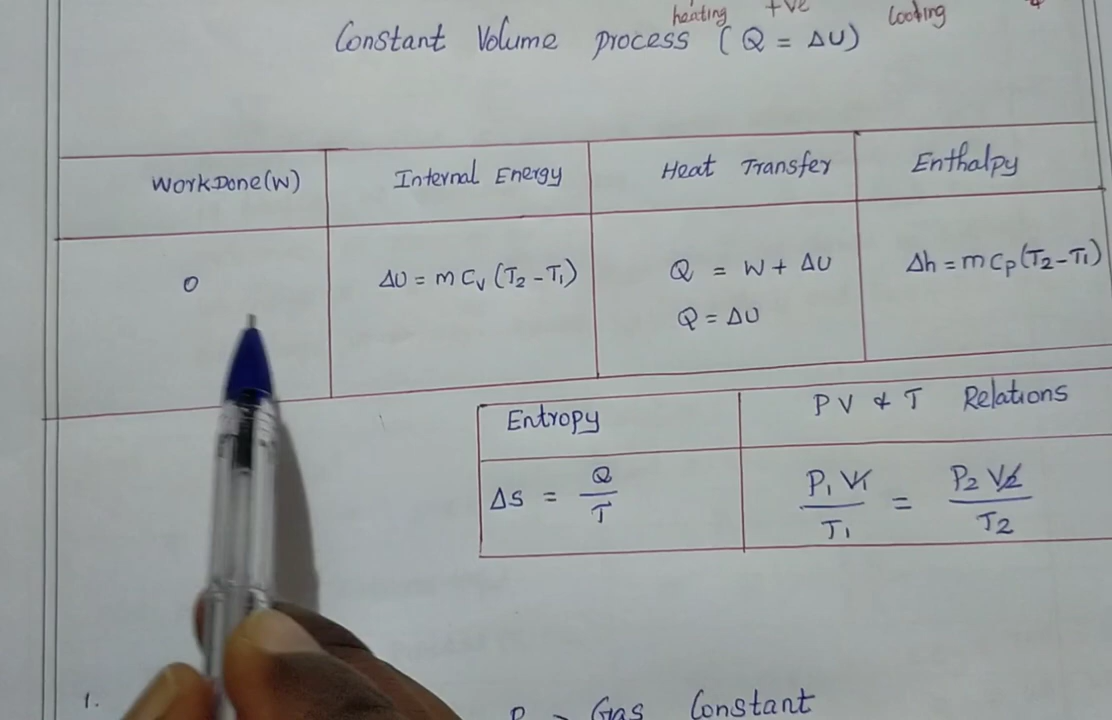 heating +ve cooling
Constant Volume process (Q = ΔU)
WorkDone(W) Internal Energy Heat Transfer Enthalpy
0 ΔU = m Cv (T2 - T1) Q = W + ΔU Δh = m Cp (T2 - T1)
Q = ΔU
Entropy P V & T Relations
ΔS = Q/T P1 V1/T1 = P2 V2/T2
1.
Gas Constant